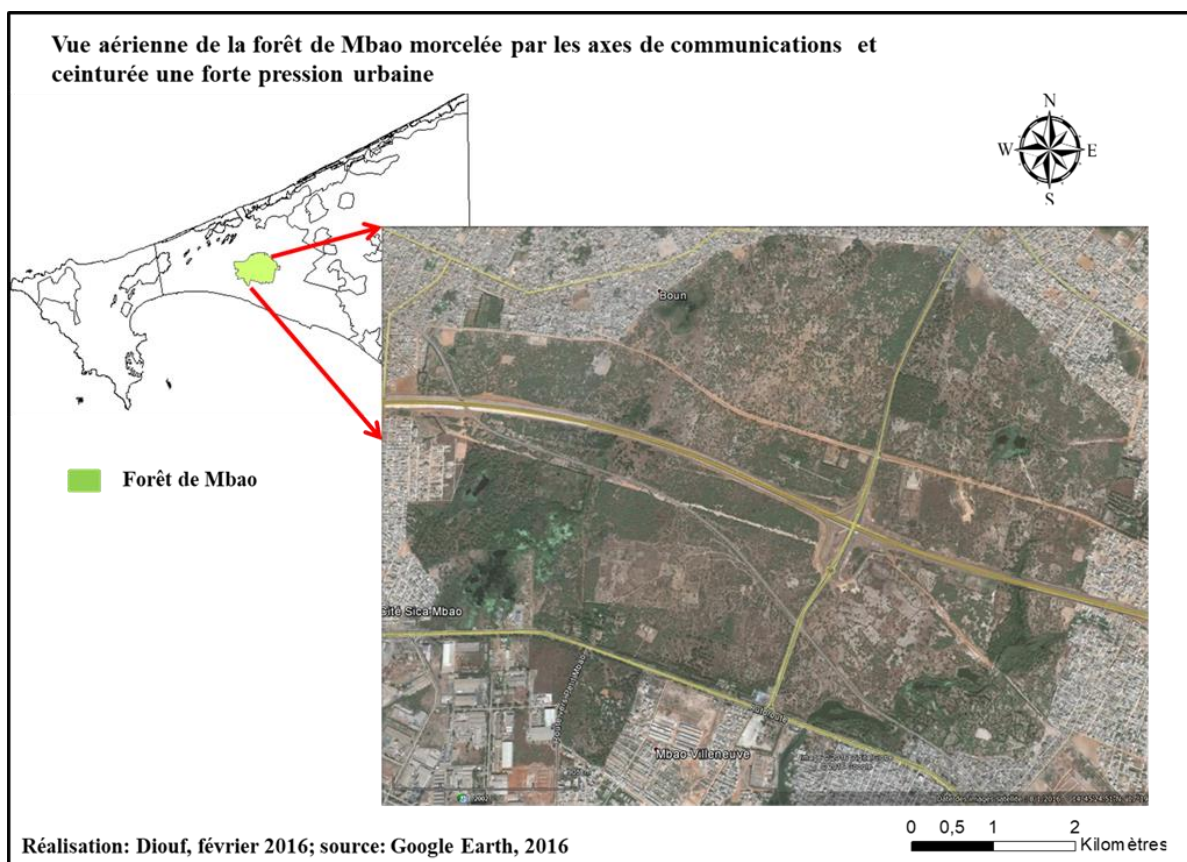 Vue aérienne de la forêt de Mbao morcelée par les axes de communications et
ceinturée une forte pression urbaine
N
W E
S
Boun
Forêt de Mbao
Cité Sica Mbao
Mbao Villeneuve
2002
0 0,5 1 2
Kilomètres
Réalisation: Diouf, février 2016; source: Google Earth, 2016